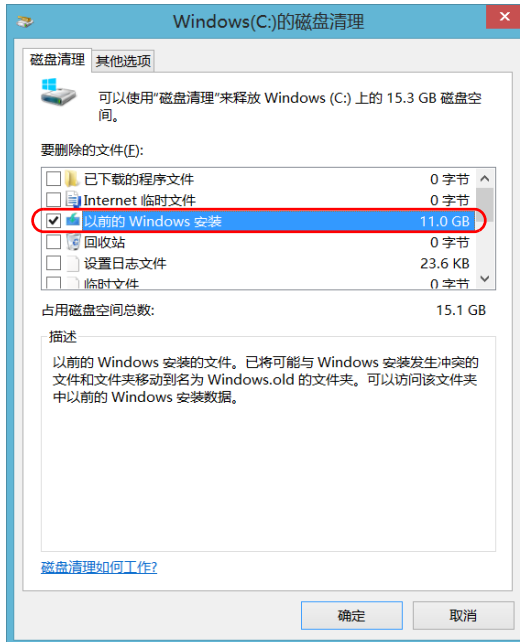 Windows(C:)的磁盘清理
磁盘清理 其他选项
可以使用“磁盘清理”来释放 Windows (C:) 上的 15.3 GB 磁盘空
间。
要删除的文件(F):
已下载的程序文件 0 字节
Internet 临时文件 0 字节
以前的 Windows 安装 11.0 GB
回收站 0 字节
设置日志文件 23.6 KB
临时文件 0 字节
占用磁盘空间总数: 15.1 GB
描述
以前的 Windows 安装的文件。已将可能与 Windows 安装发生冲突的
文件和文件夹移动到名为 Windows.old 的文件夹。可以访问该文件夹
中以前的 Windows 安装数据。
磁盘清理如何工作?
确定 取消